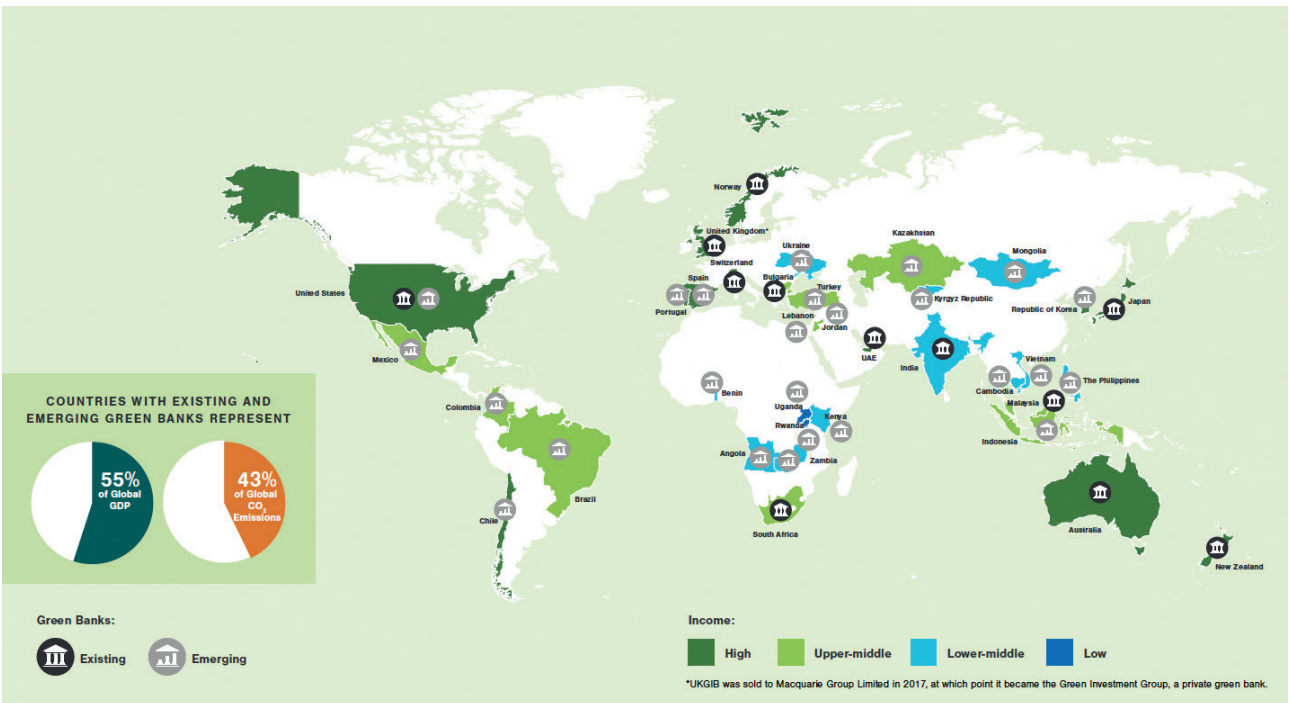 Norway
United Kingdom*
Switzerland
Ukraine
Kazakhstan
Mongolia
Spain
Bulgaria
Turkey
Kyrgyz Republic
United States
Portugal
Lebanon
Jordan
Republic of Korea
Japan
Mexico
UAE
India
Vietnam
Cambodia
The Philippines
Benin
Malaysia
Colombia
Uganda
Kenya
Rwanda
Indonesia
Angola
Zambia
Brazil
Chile
South Africa
Australia
New Zealand
COUNTRIES WITH EXISTING AND
EMERGING GREEN BANKS REPRESENT
55%
of Global
GDP
43%
of Global
CO2
Emissions
Green Banks:
Existing
Emerging
Income:
High
Upper-middle
Lower-middle
Low
*UKGIB was sold to Macquarie Group Limited in 2017, at which point it became the Green Investment Group, a private green bank.